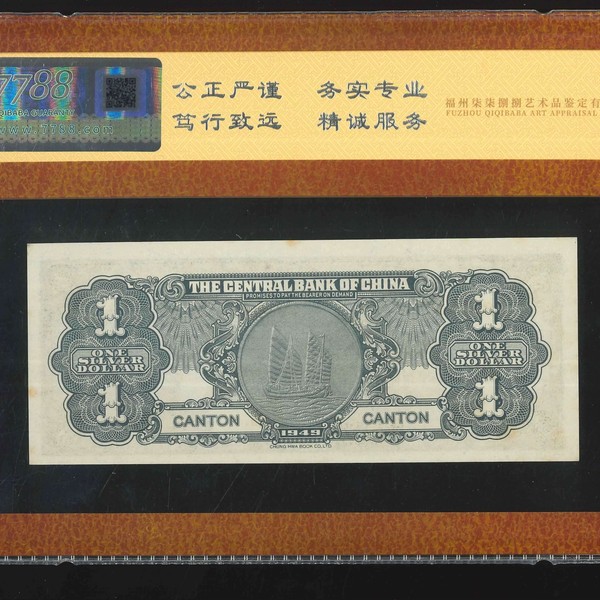 7788
QIQIBABA GUARANTY
www.7788.com
公正严谨 务实专业
笃行致远 精诚服务
福州柒柒捌捌艺术品鉴定有
FUZHOU QIQIBABA ART APPRAISAL
THE CENTRAL BANK OF CHINA
PROMISES TO PAY THE BEARER ON DEMAND
1
1
ONE
SILVER
DOLLAR
ONE
SILVER
DOLLAR
1
1
CANTON
CANTON
1949
CHUNG HWA BOOK CO., LTD